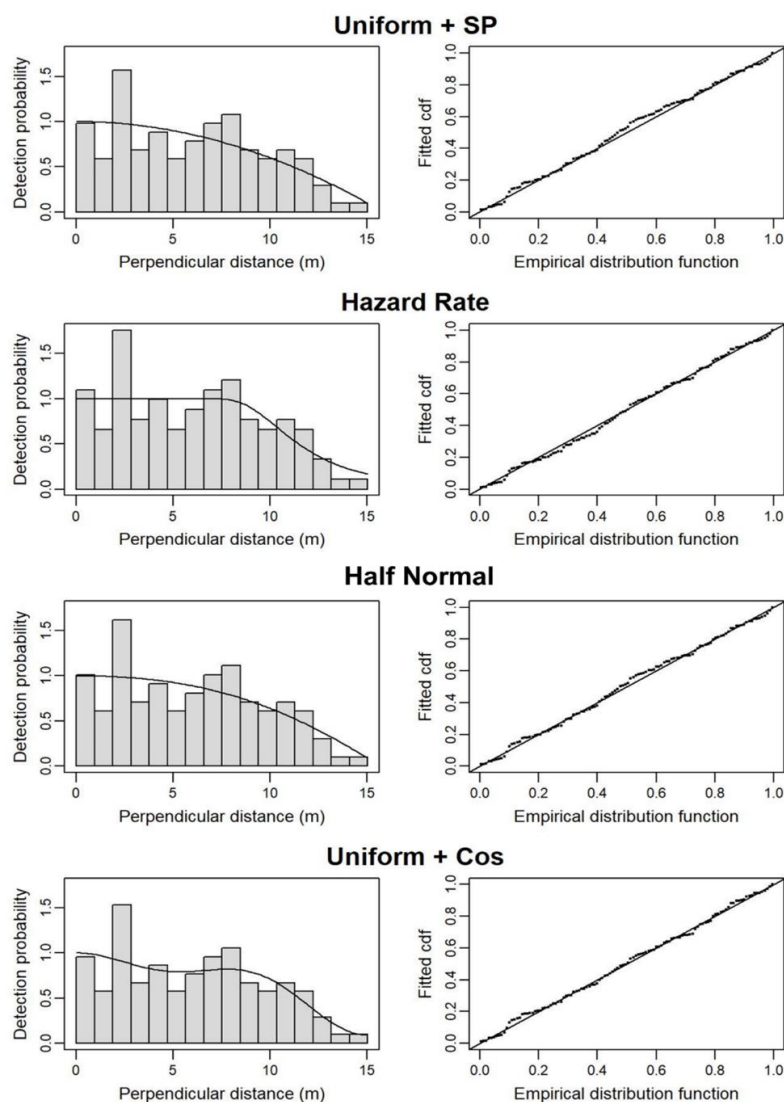 Uniform + SP
Detection probability
0.0 0.5 1.0 1.5
0 5 10 15
Perpendicular distance (m)
Fitted cdf
0.0 0.2 0.4 0.6 0.8 1.0
0.0 0.2 0.4 0.6 0.8 1.0
Empirical distribution function
Hazard Rate
Detection probability
0.0 0.5 1.0 1.5
0 5 10 15
Perpendicular distance (m)
Fitted cdf
0.0 0.2 0.4 0.6 0.8 1.0
0.0 0.2 0.4 0.6 0.8 1.0
Empirical distribution function
Half Normal
Detection probability
0.0 0.5 1.0 1.5
0 5 10 15
Perpendicular distance (m)
Fitted cdf
0.0 0.2 0.4 0.6 0.8 1.0
0.0 0.2 0.4 0.6 0.8 1.0
Empirical distribution function
Uniform + Cos
Detection probability
0.0 0.5 1.0 1.5
0 5 10 15
Perpendicular distance (m)
Fitted cdf
0.0 0.2 0.4 0.6 0.8 1.0
0.0 0.2 0.4 0.6 0.8 1.0
Empirical distribution function